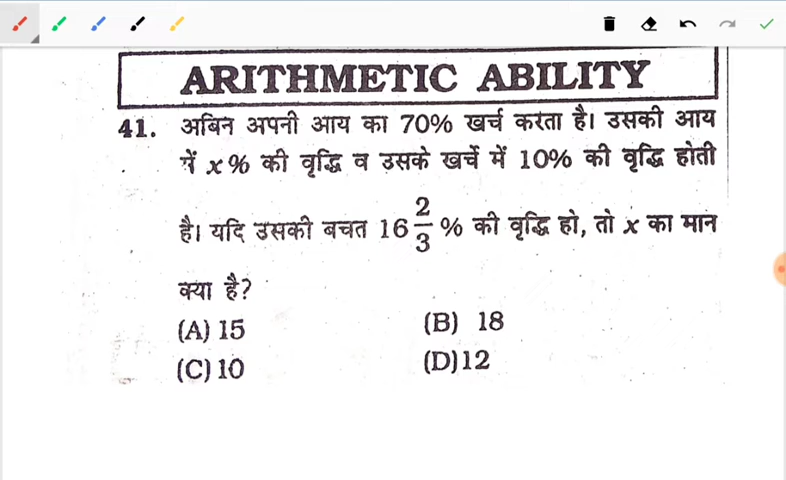 ARITHMETIC ABILITY
41. अबिन अपनी आय का 70% खर्च करता है। उसकी आय
में x% की वृद्धि व उसके खर्चे में 10% की वृद्धि होती
है। यदि उसकी बचत 16 2/3 % की वृद्धि हो, तो x का मान
क्या है?
(A) 15 (B) 18
(C) 10 (D) 12